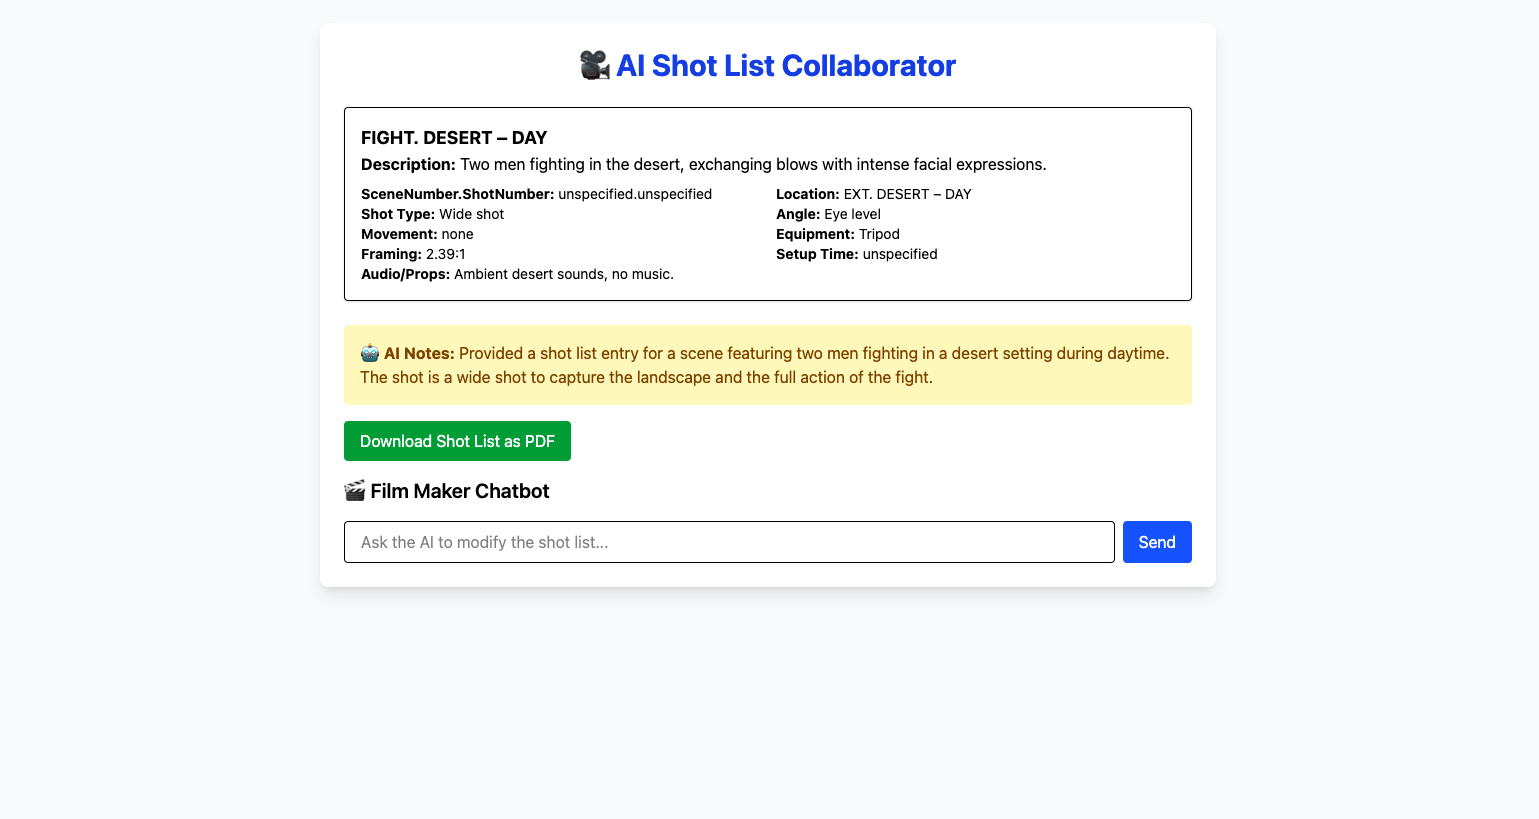 AI Shot List Collaborator
FIGHT. DESERT – DAY
Description: Two men fighting in the desert, exchanging blows with intense facial expressions.
SceneNumber.ShotNumber: unspecified.unspecified
Location: EXT. DESERT – DAY
Shot Type: Wide shot
Angle: Eye level
Movement: none
Equipment: Tripod
Framing: 2.39:1
Setup Time: unspecified
Audio/Props: Ambient desert sounds, no music.
AI Notes: Provided a shot list entry for a scene featuring two men fighting in a desert setting during daytime.
The shot is a wide shot to capture the landscape and the full action of the fight.
Download Shot List as PDF
Film Maker Chatbot
Ask the AI to modify the shot list...
Send